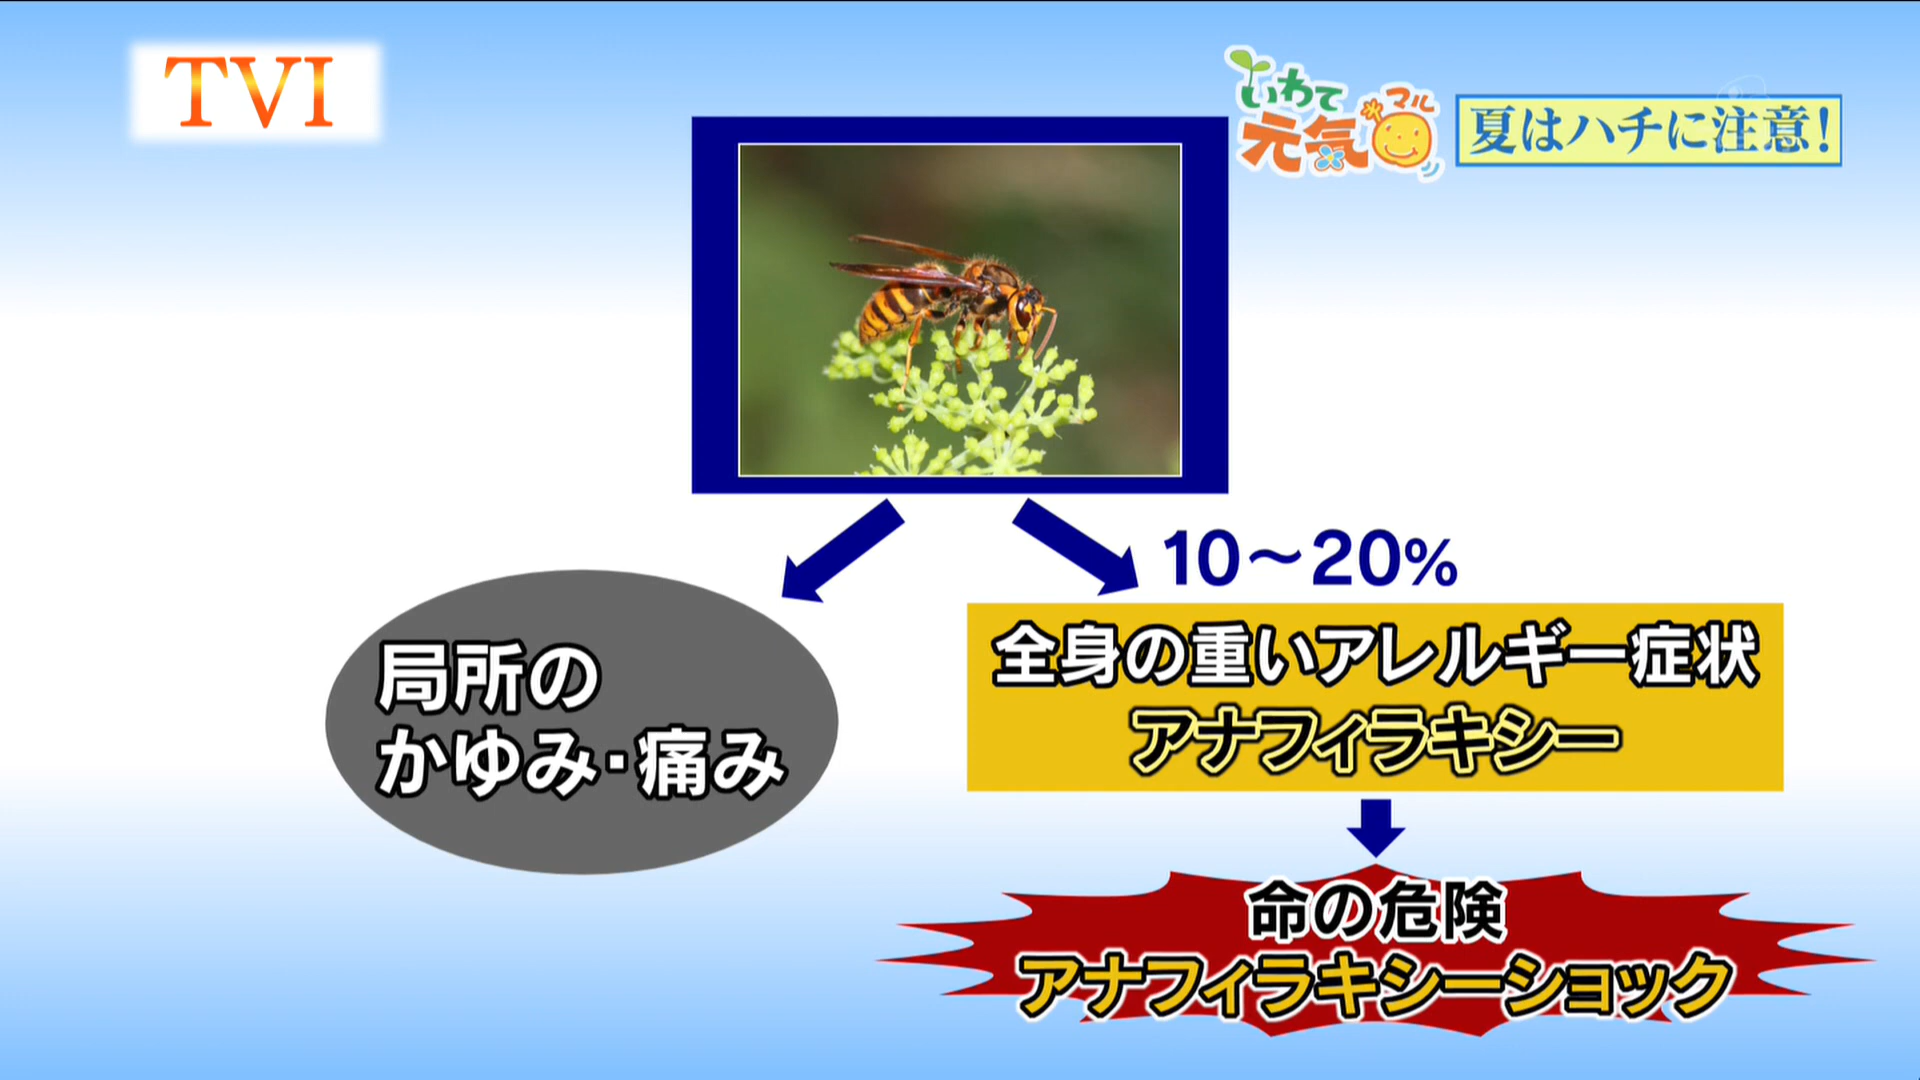 TVI
いわて
元気
マル
夏はハチに注意!
10～20%
局所の
かゆみ・痛み
全身の重いアレルギー症状
アナフィラキシー
命の危険
アナフィラキシーショック